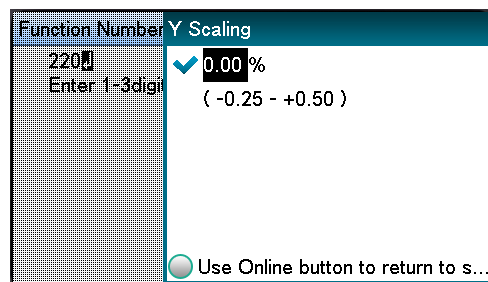 Function Number
Y Scaling
220
0.00 %
Enter 1-3digi
( -0.25 - +0.50 )
Use Online button to return to s...